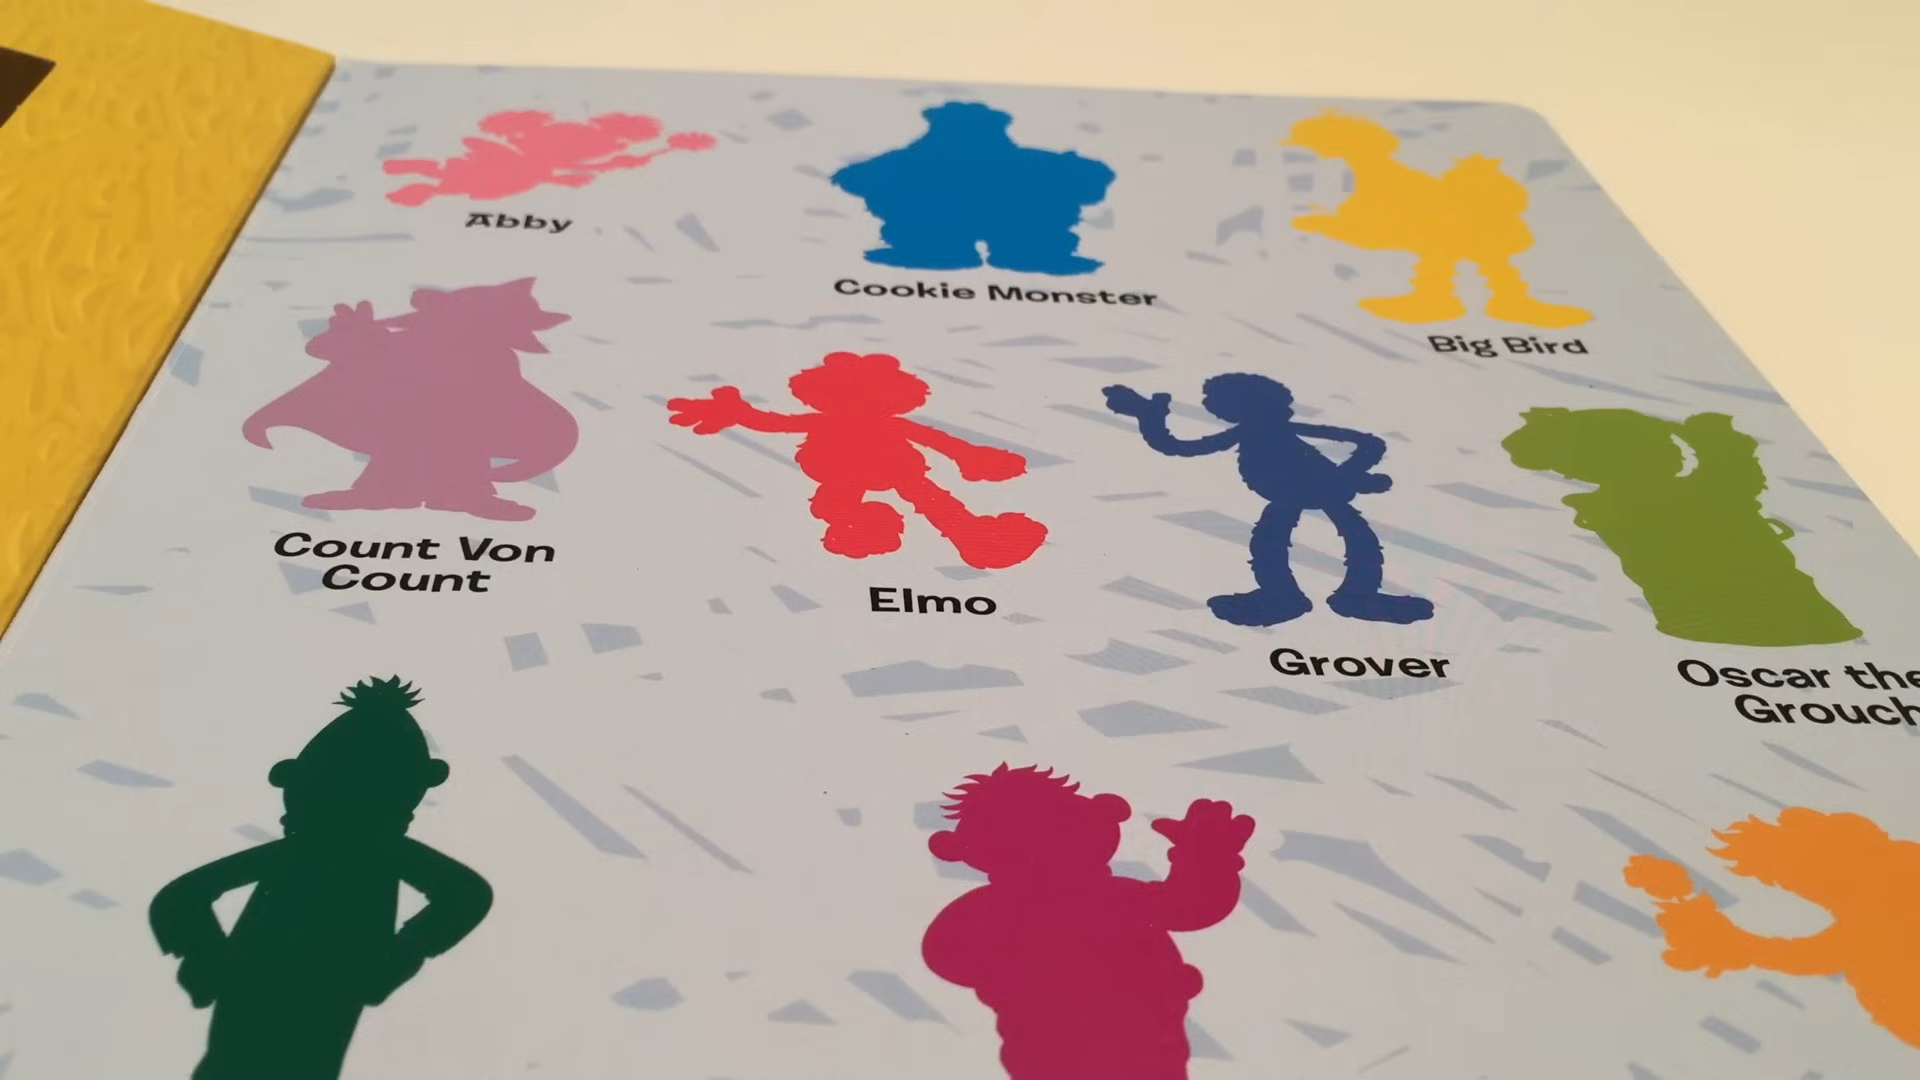 Abby
Cookie Monster
Big Bird
Count Von
Count
Elmo
Grover
Oscar the
Grouch